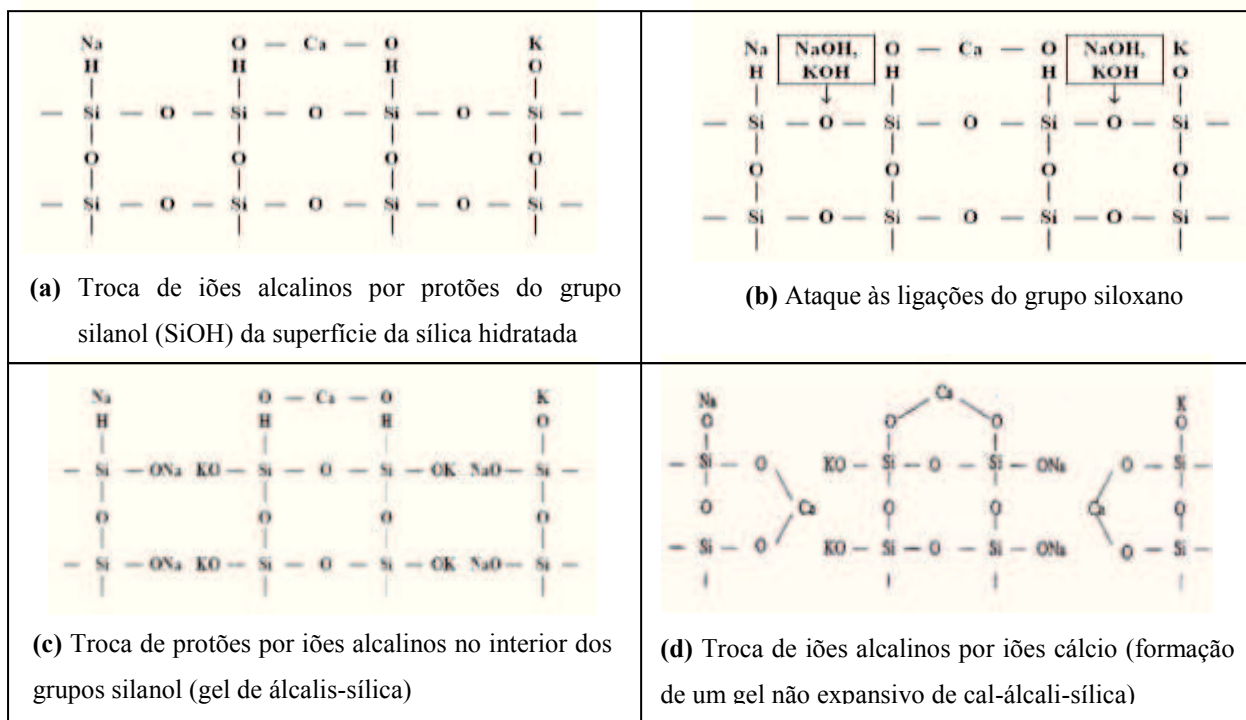 Na O — Ca — O K
H H H O
| | | |
— Si — O — Si — O — Si — O — Si —
| | | |
O O O O
| | | |
— Si — O — Si — O — Si — O — Si —
| | | |
(a) Troca de iões alcalinos por protões do grupo
silanol (SiOH) da superfície da sílica hidratada
Na NaOH, O — Ca — O NaOH, K
H KOH H H KOH O
| ↓ | | ↓ |
— Si — O — Si — O — Si — O — Si —
| | | |
O O O O
| | | |
— Si — O — Si — O — Si — O — Si —
| | | |
(b) Ataque às ligações do grupo siloxano
Na O — Ca — O K
H H H O
| | | |
— Si — ONa KO — Si — O — Si — OK NaO — Si —
| | | |
O O O O
| | | |
— Si — ONa KO — Si — O — Si — OK NaO — Si —
| | | |
(c) Troca de protões por iões alcalinos no interior dos
grupos silanol (gel de álcalis-sílica)
Ca
Na K
O O O O
— Si — O KO — Si — O — Si — ONa O — Si —
O Ca O O Ca O
— Si — O KO — Si — O — Si — ONa O — Si —
(d) Troca de iões alcalinos por iões cálcio (formação
de um gel não expansivo de cal-álcali-sílica)